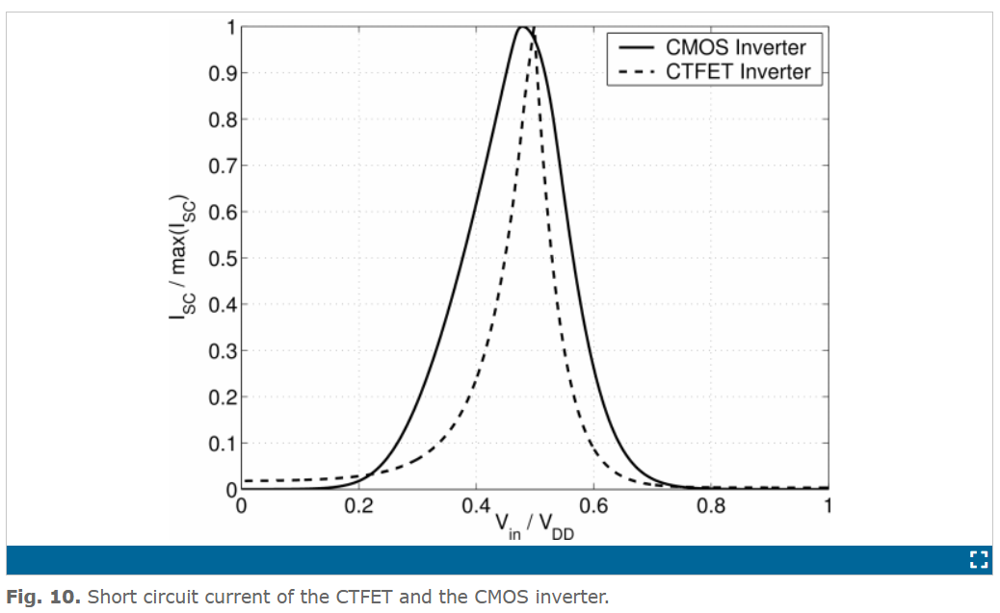 1
0.9
0.8
0.7
0.6
0.5
0.4
0.3
0.2
0.1
0
I_SC / max(I_SC)
CMOS Inverter
CTFET Inverter
0 0.2 0.4 0.6 0.8 1
V_in / V_DD
Fig. 10. Short circuit current of the CTFET and the CMOS inverter.